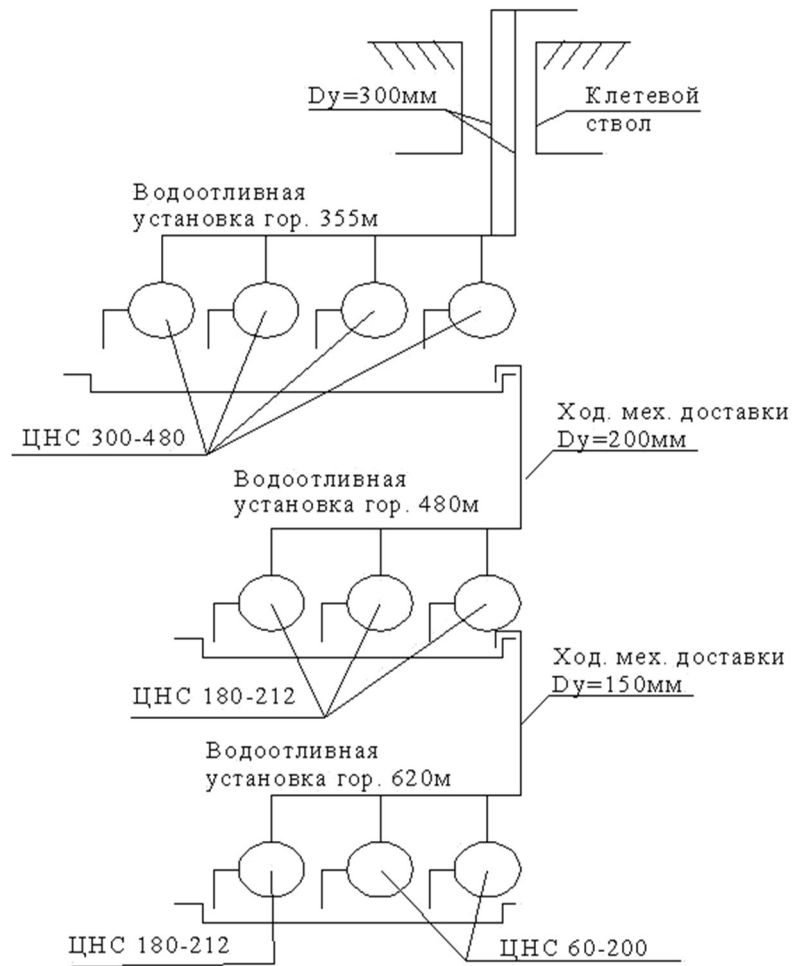 Dy=300мм
Клетевой
ствол
Водоотливная
установка гор. 355м
ЦНС 300-480
Ход. мех. доставки
Dy=200мм
Водоотливная
установка гор. 480м
Ход. мех. доставки
Dy=150мм
ЦНС 180-212
Водоотливная
установка гор. 620м
ЦНС 180-212
ЦНС 60-200